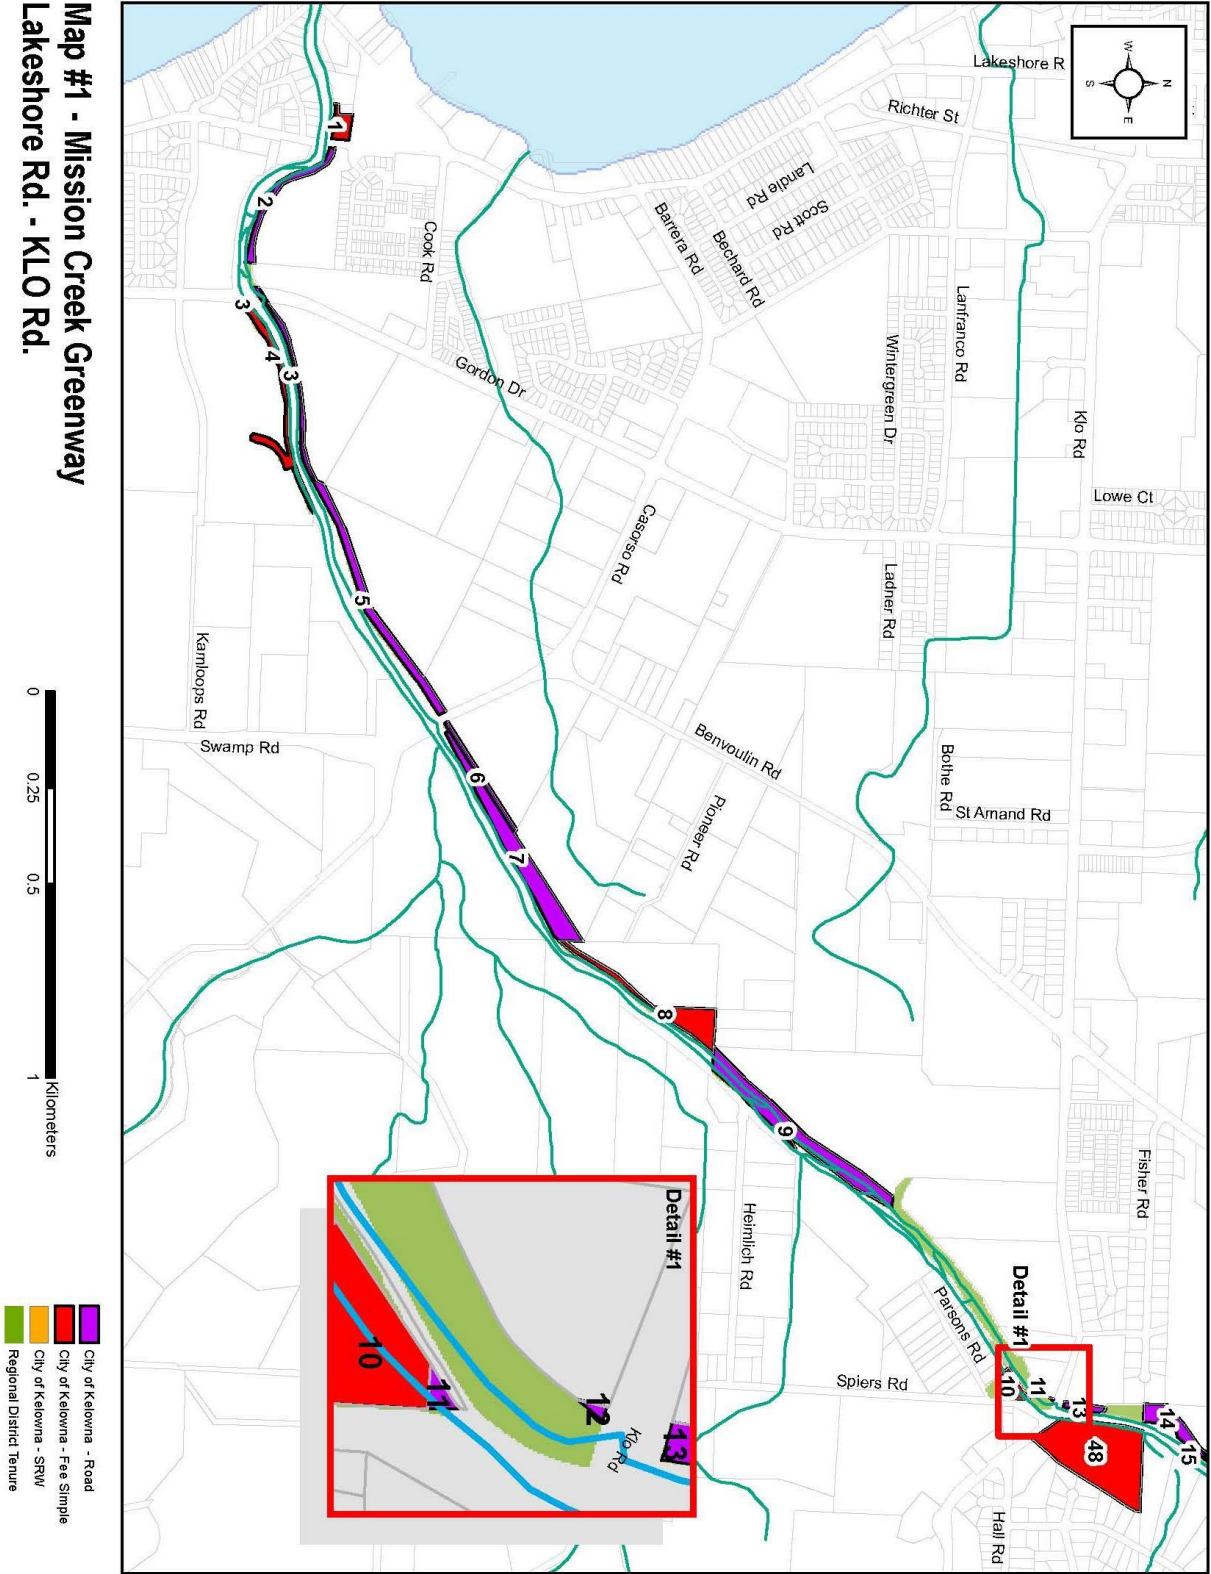 Map #1 - Mission Creek Greenway
Lakeshore Rd. - KLO Rd.
N
W
E
S
Lakeshore R
Richter St
Landie Rd
Scott Rd
Barrera Rd
Bechard Rd
Cook Rd
Lanfranco Rd
Wintergreen Dr
Klo Rd
Lowe Ct
Gordon Dr
Casorso Rd
Ladner Rd
Kamloops Rd
Swamp Rd
Benvoulin Rd
Pioneer Rd
Bothe Rd
St Amand Rd
Fisher Rd
Heimlich Rd
Parsons Rd
Spiers Rd
Hall Rd
1
2
3
4
3
5
6
7
8
9
10
11
13
14
15
48
Detail #1
Detail #1
10
11
12
13
Klo Rd
0
0.25
0.5
1
Kilometers
City of Kelowna - Road
City of Kelowna - Fee Simple
City of Kelowna - SRW
Regional District Tenure